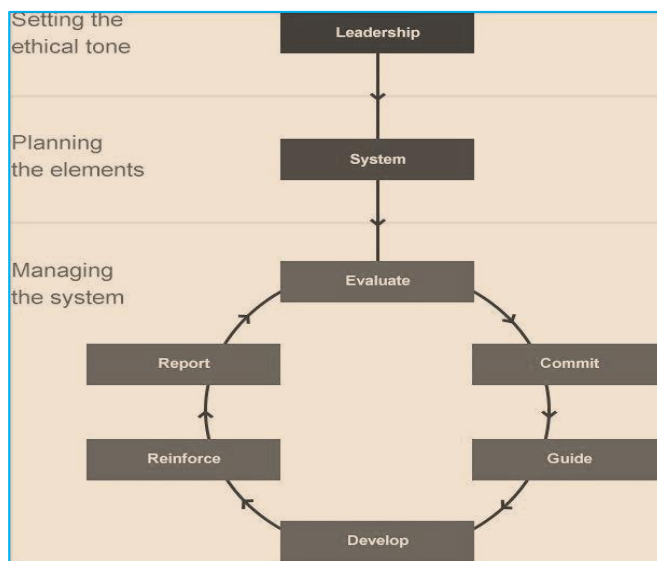 Setting the
ethical tone
Leadership
Planning
the elements
System
Managing
the system
Evaluate
Report
Commit
Reinforce
Guide
Develop